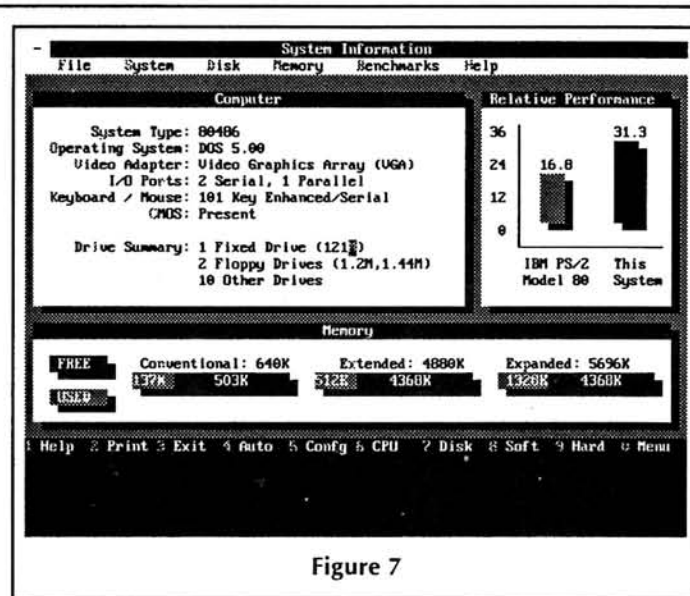 - System Information
File System Disk Memory Benchmarks Help
Computer
System Type: 80486
Operating System: DOS 5.00
Video Adapter: Video Graphics Array (VGA)
I/O Ports: 2 Serial, 1 Parallel
Keyboard / Mouse: 101 Key Enhanced/Serial
CMOS: Present
Drive Summary: 1 Fixed Drive (121)
2 Floppy Drives (1.2M,1.44M)
10 Other Drives
Relative Performance
36
31.3
24
16.8
12
0
IBM PS/2 Model 80
This System
Memory
FREE
USED
Conventional: 640K
137K 503K
Extended: 4880K
512K 4368K
Expanded: 5696K
1328K 4368K
1 Help 2 Print 3 Exit 4 Auto 5 Confg 6 CPU 7 Disk 8 Soft 9 Hard 0 Menu
Figure 7